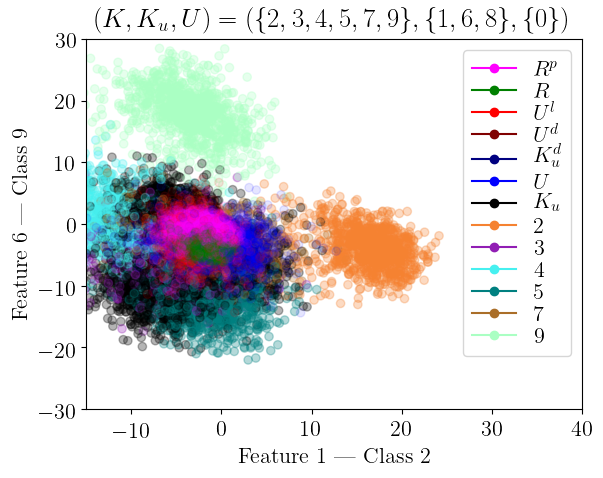 (K, K_u, U) = ({2, 3, 4, 5, 7, 9}, {1, 6, 8}, {0})
30
20
10
0
−10
−20
−30
Feature 6 — Class 9
R^p
R
U^l
U^d
K_u^d
U
K_u
2
3
4
5
7
9
−10
0
10
20
30
40
Feature 1 — Class 2